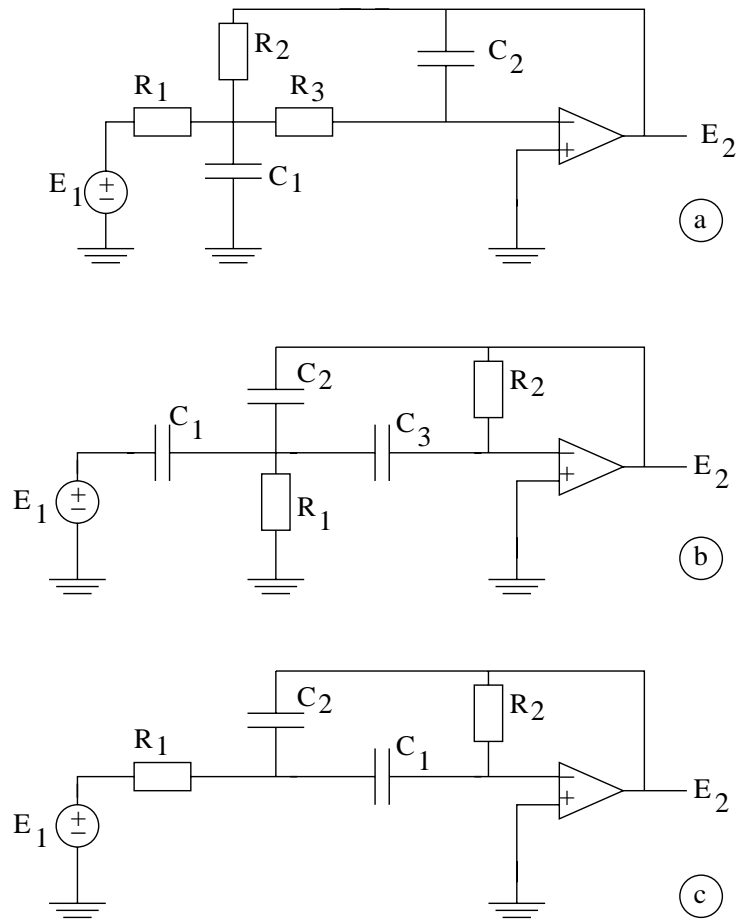 R2
C2
R1
R3
E1
+
−
C1
−
+
E2
a
C2
R2
C1
C3
E1
+
−
R1
−
+
E2
b
C2
R2
R1
C1
E1
+
−
−
+
E2
c